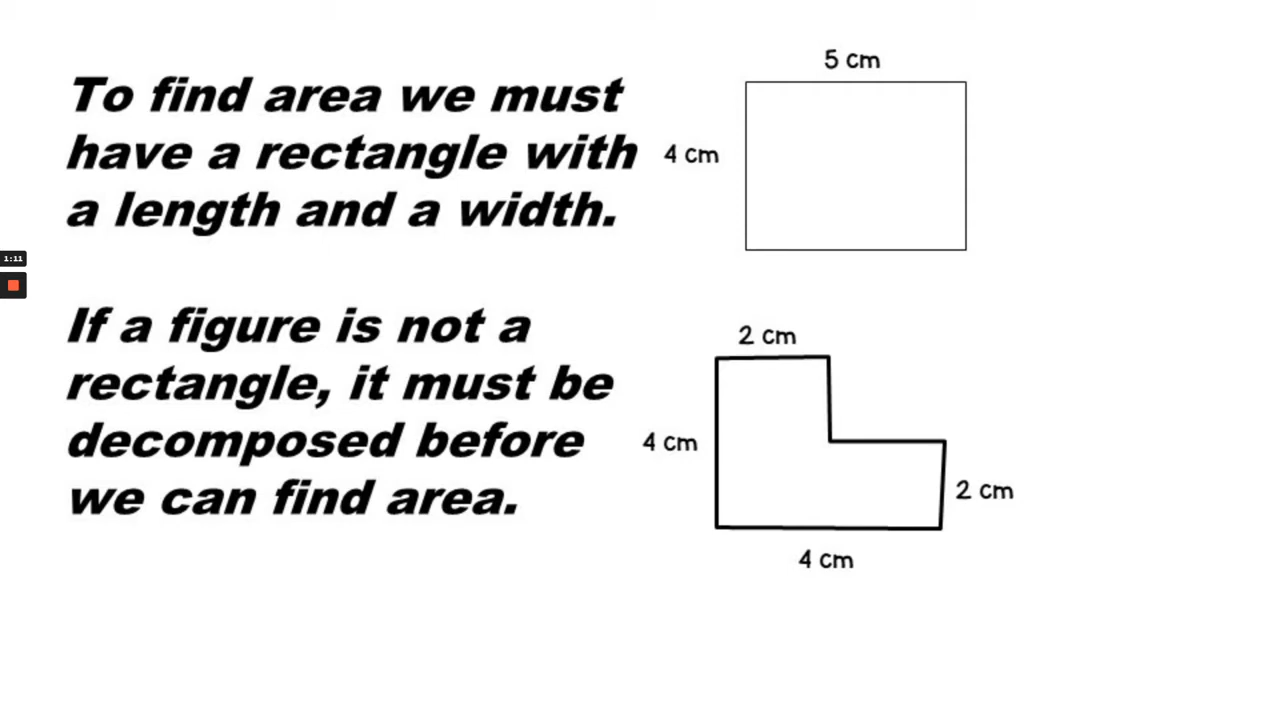 To find area we must
have a rectangle with
a length and a width.
5 cm
4 cm
1:11
If a figure is not a
rectangle, it must be
decomposed before
we can find area.
2 cm
4 cm
2 cm
4 cm